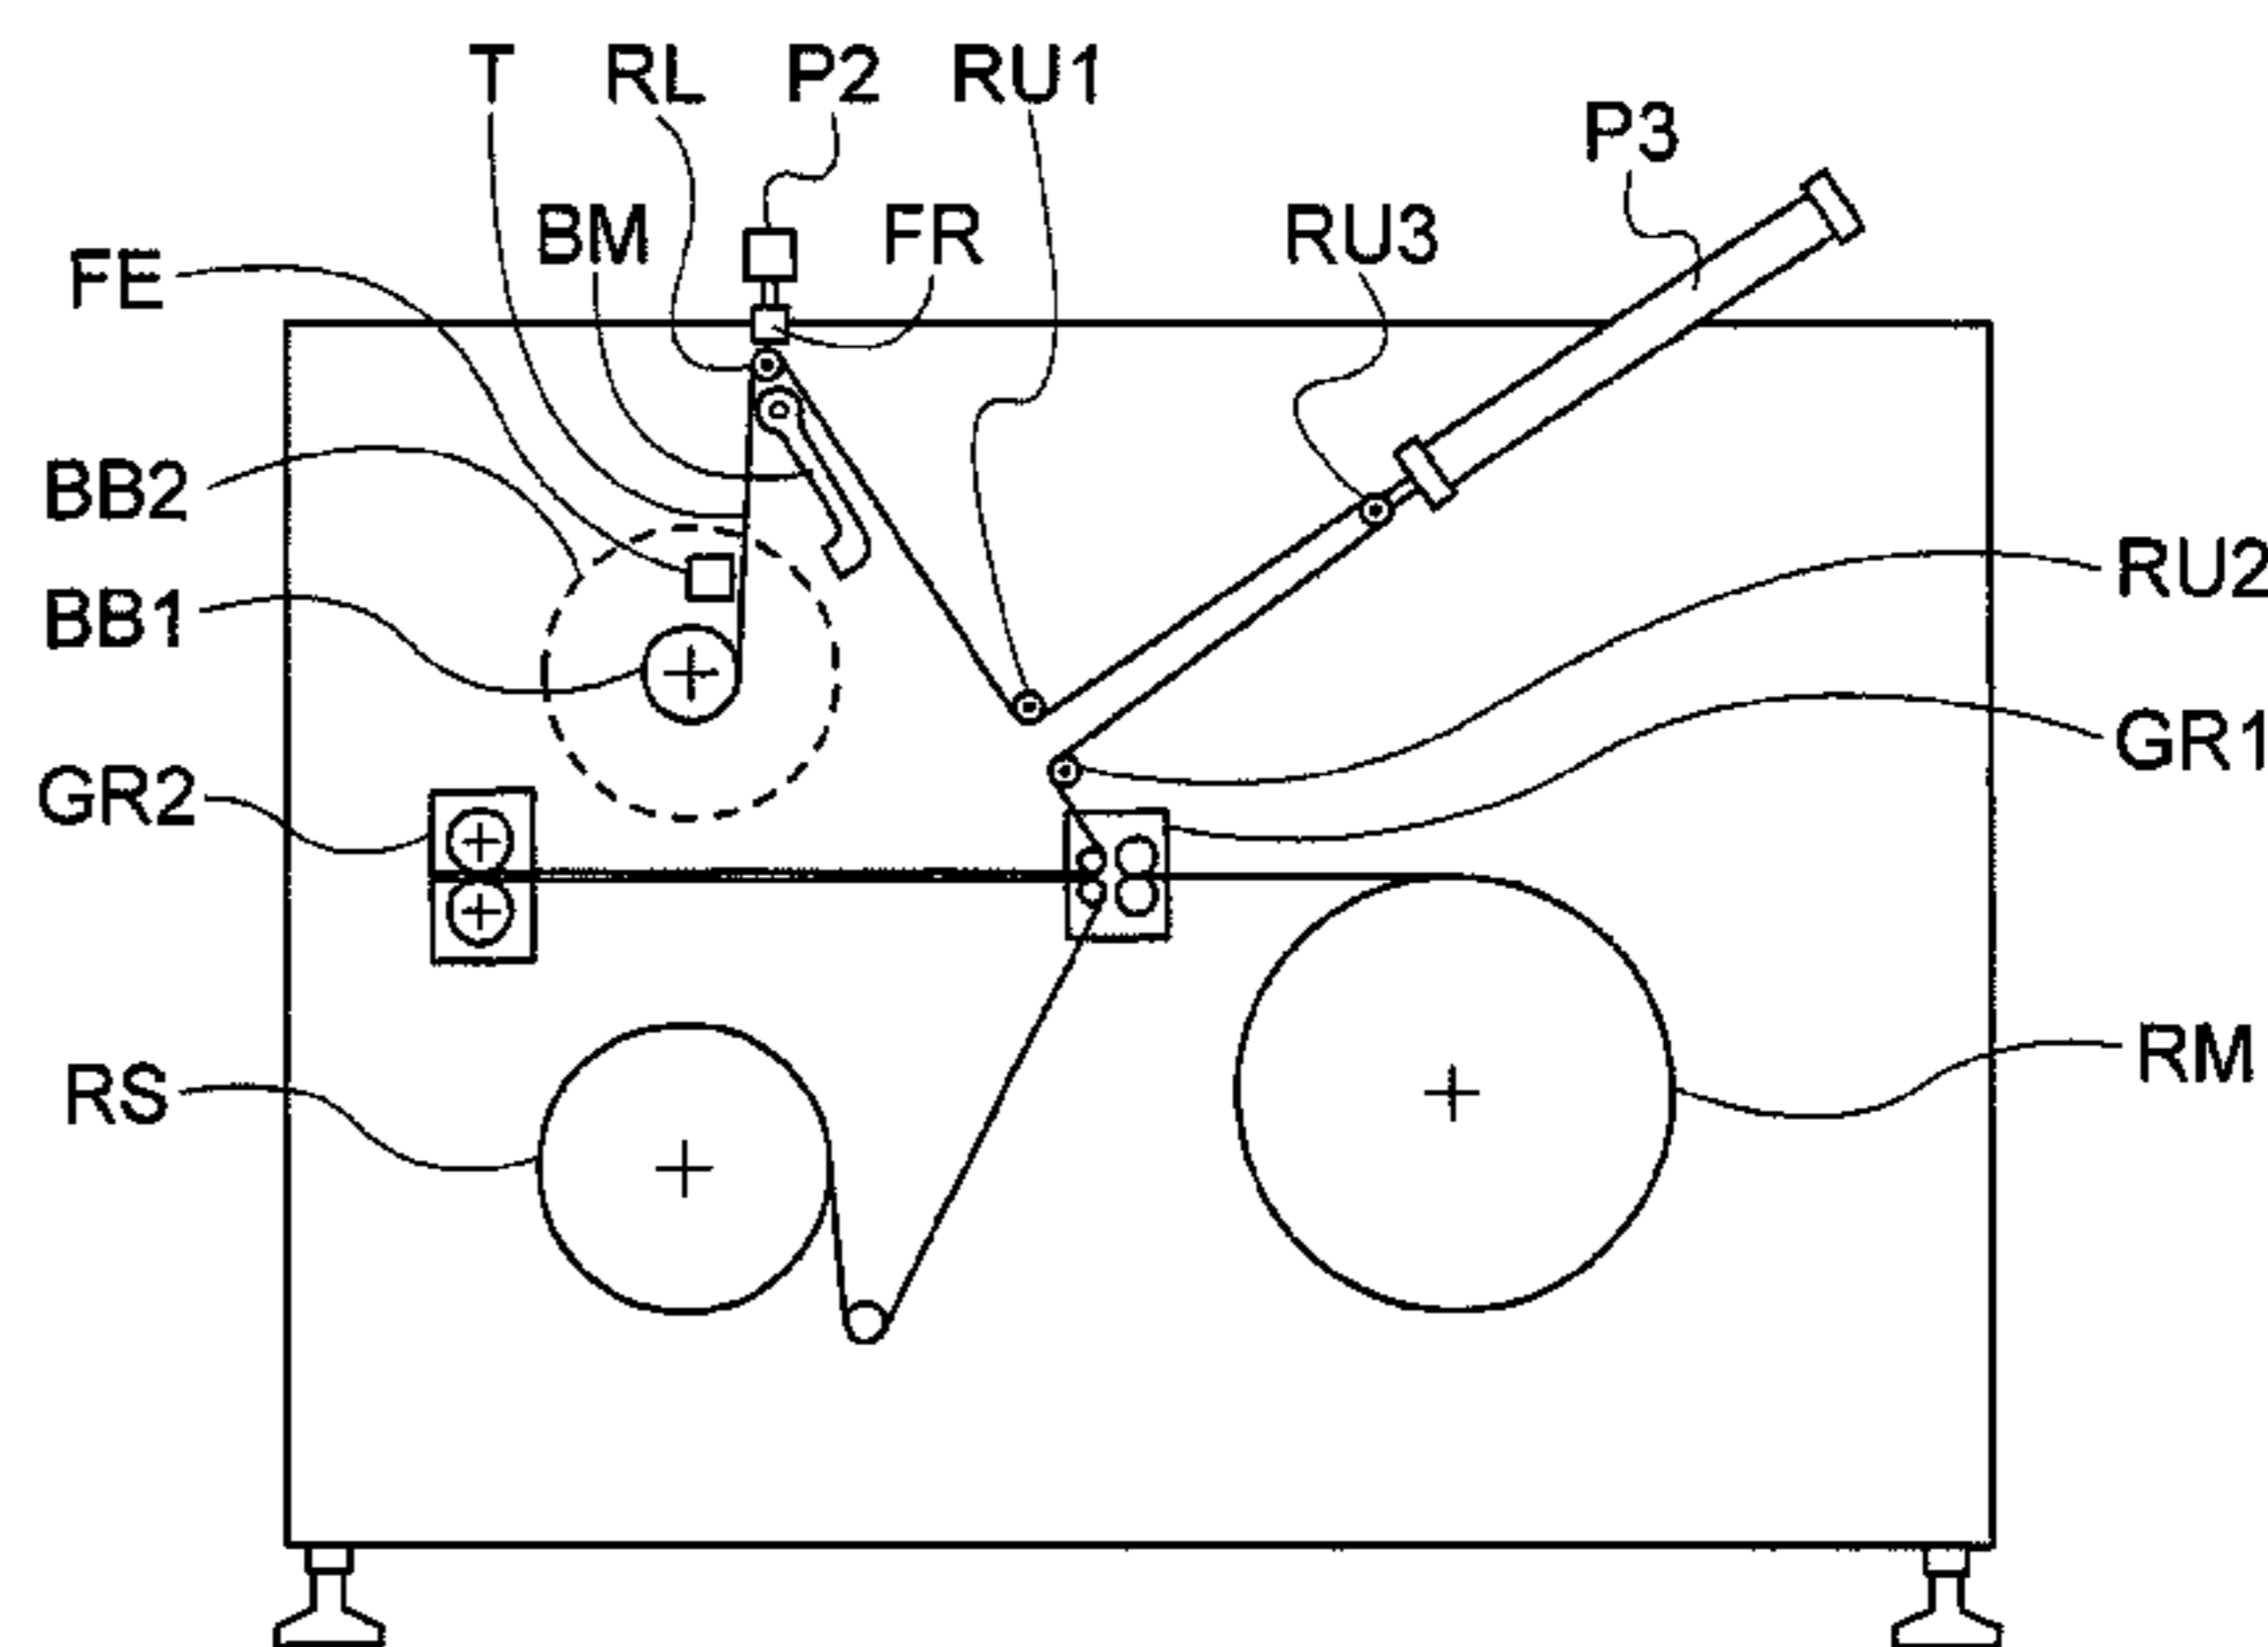 T RL P2 RU1
P3
BM FR RU3
FE
BB2
RU2
BB1
GR1
GR2
RM
RS